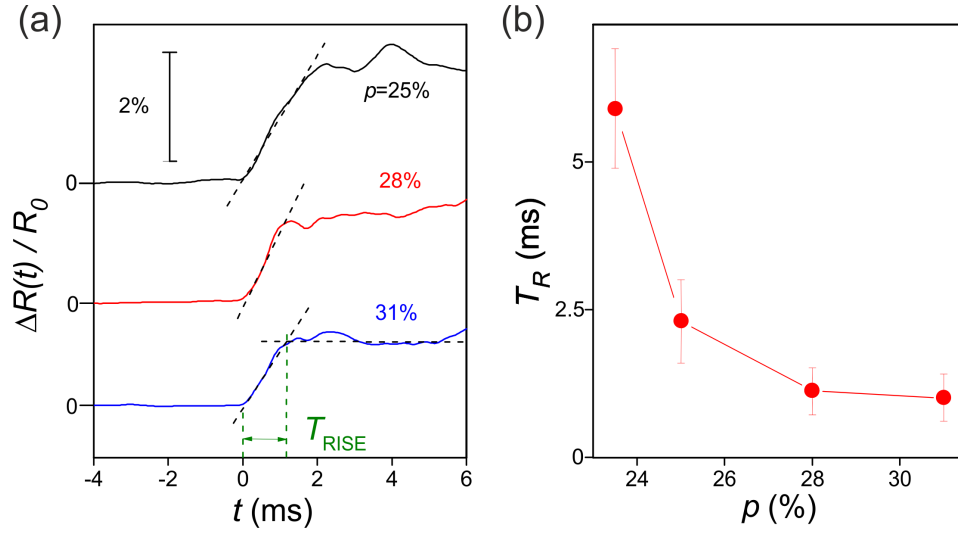 (a)
2%
p=25%
0
28%
0
31%
0
T_RISE
-4 -2 0 2 4 6
t (ms)
ΔR(t) / R_0
(b)
5
2.5
0
24 26 28 30
p (%)
T_R (ms)